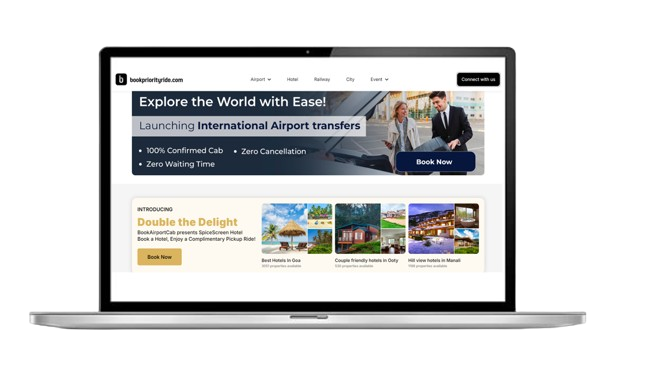 b bookpriorityride.com
Airport Hotel Railway City Event
Connect with us
Explore the World with Ease!
Launching International Airport transfers
• 100% Confirmed Cab • Zero Cancellation
• Zero Waiting Time
Book Now
INTRODUCING
Double the Delight
BookAirportCab presents SpiceScreen Hotel
Book a Hotel, Enjoy a Complimentary Pickup Ride!
Book Now
Best Hotels in Goa
Couple friendly hotels in Ooty
Hill view hotels in Manali
properties available
properties available
properties available